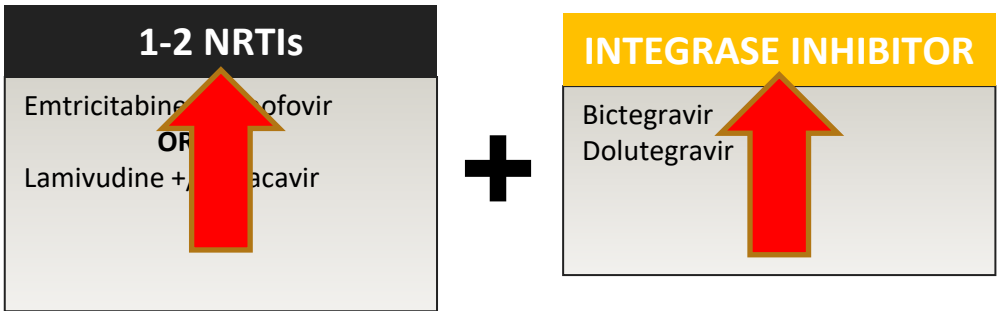 1-2 NRTIs
Emtricitabine ofovir
OR
Lamivudine +/ acavir
+
INTEGRASE INHIBITOR
Bictegravir
Dolutegravir